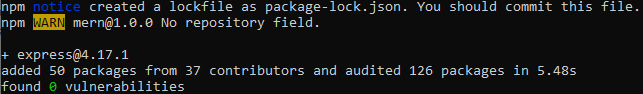 npm notice created a lockfile as package-lock.json. You should commit this file.
npm WARN mern@1.0.0 No repository field.
+ express@4.17.1
added 50 packages from 37 contributors and audited 126 packages in 5.48s
found 0 vulnerabilities